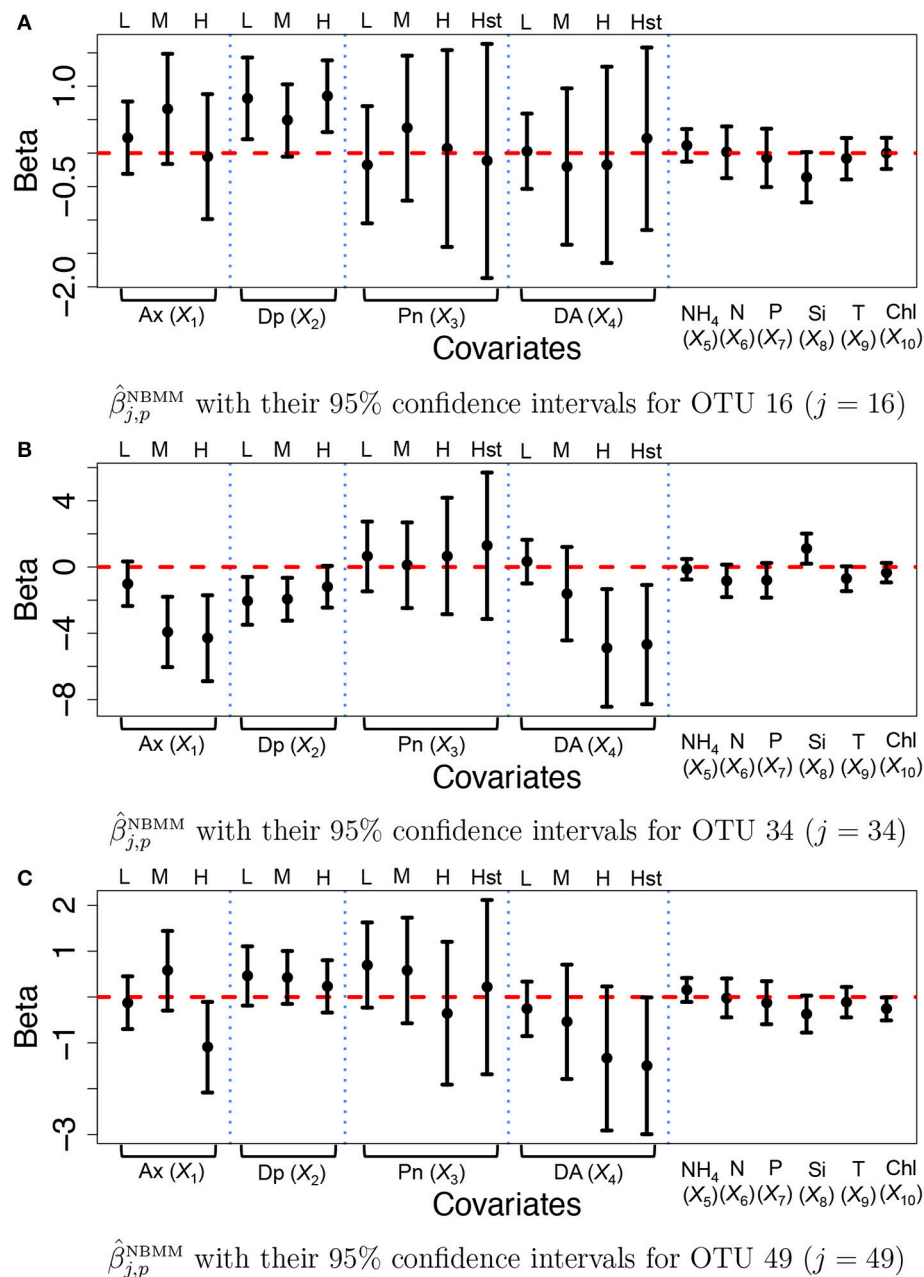 A
L M H L M H L M H Hst L M H Hst
Beta
1.0
−0.5
−2.0
Ax (X1) Dp (X2) Pn (X3) DA (X4)
NH4 N P Si T Chl
(X5) (X6) (X7) (X8) (X9) (X10)
Covariates
β̂j,p^NBMM with their 95% confidence intervals for OTU 16 (j = 16)
B
L M H L M H L M H Hst L M H Hst
Beta
4
0
−4
−8
Ax (X1) Dp (X2) Pn (X3) DA (X4)
NH4 N P Si T Chl
(X5) (X6) (X7) (X8) (X9) (X10)
Covariates
β̂j,p^NBMM with their 95% confidence intervals for OTU 34 (j = 34)
C
L M H L M H L M H Hst L M H Hst
Beta
2
1
−1
−3
Ax (X1) Dp (X2) Pn (X3) DA (X4)
NH4 N P Si T Chl
(X5) (X6) (X7) (X8) (X9) (X10)
Covariates
β̂j,p^NBMM with their 95% confidence intervals for OTU 49 (j = 49)